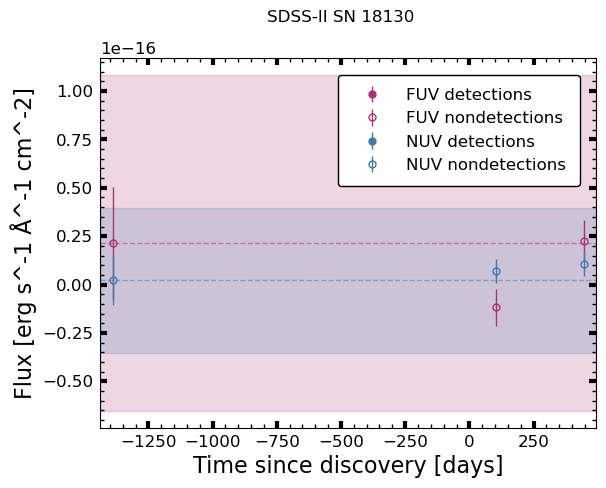 SDSS-II SN 18130
1e−16
FUV detections
FUV nondetections
NUV detections
NUV nondetections
1.00
0.75
0.50
0.25
0.00
−0.25
−0.50
Flux [erg s^-1 Å^-1 cm^-2]
−1250 −1000 −750 −500 −250 0 250
Time since discovery [days]